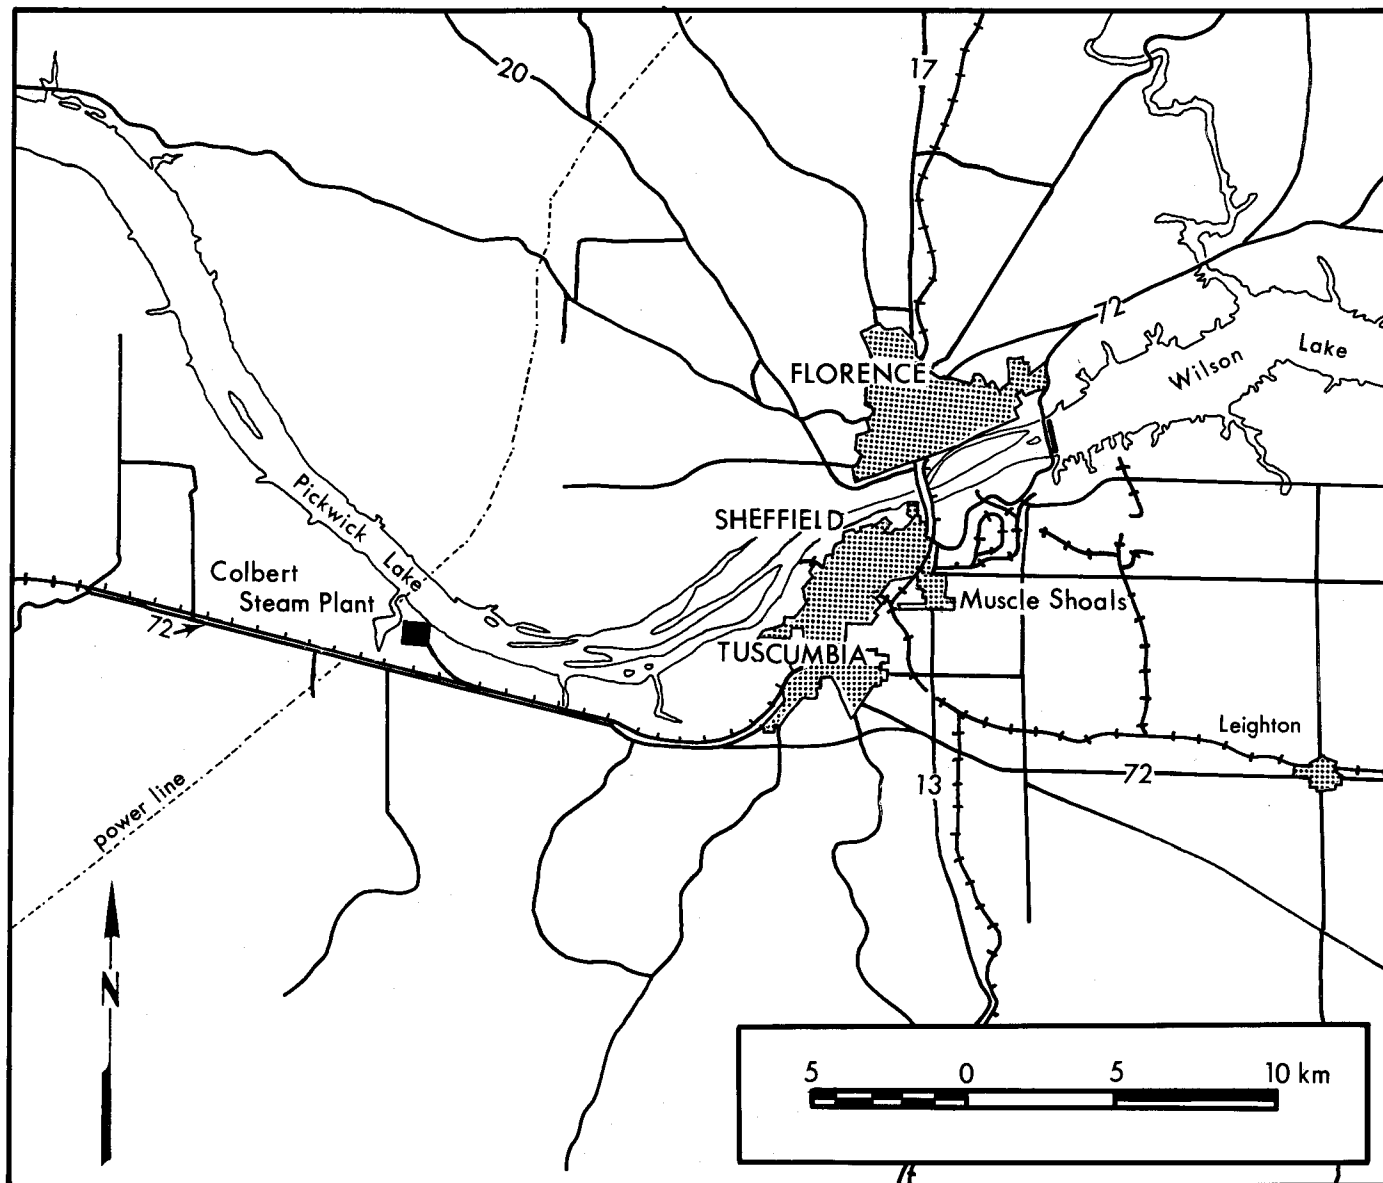 20
17
72
FLORENCE
Wilson
Lake
Pickwick
Lake
SHEFFIELD
Colbert
Steam Plant
72
Muscle Shoals
TUSCUMBIA
Leighton
13
72
power line
N
5 0 5 10 km